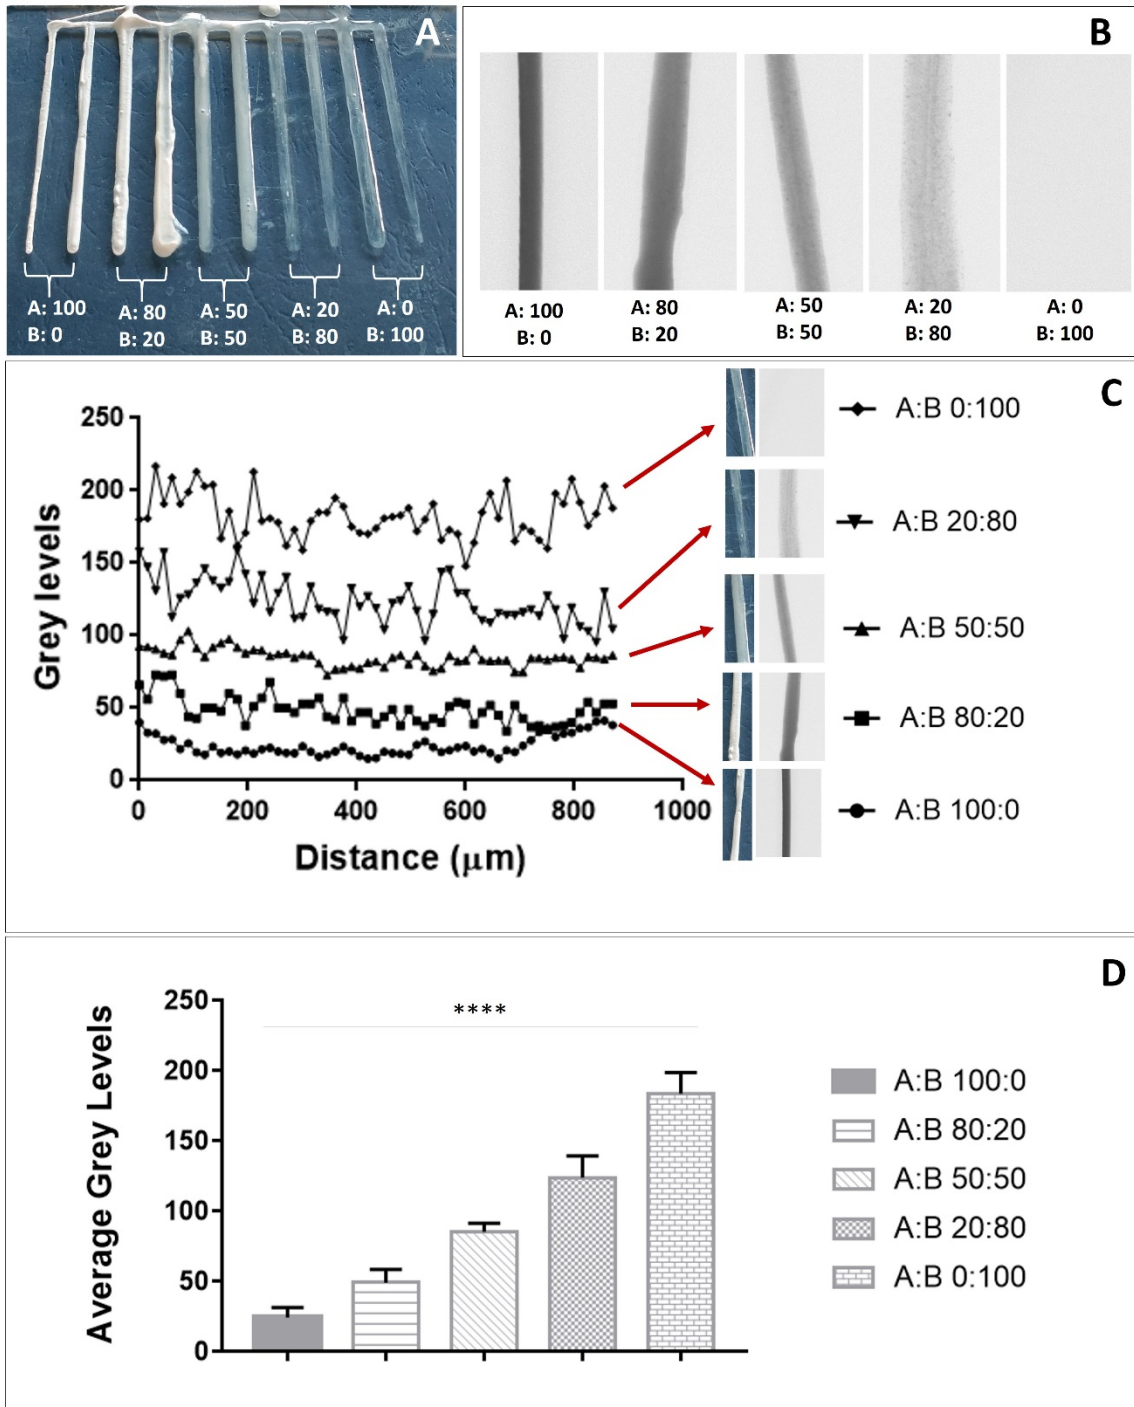 A
A: 100
B: 0
A: 80
B: 20
A: 50
B: 50
A: 20
B: 80
A: 0
B: 100
B
A: 100
B: 0
A: 80
B: 20
A: 50
B: 50
A: 20
B: 80
A: 0
B: 100
C
Grey levels
250
200
150
100
50
0
0 200 400 600 800 1000
Distance (μm)
A:B 0:100
A:B 20:80
A:B 50:50
A:B 80:20
A:B 100:0
D
Average Grey Levels
250
200
150
100
50
0
****
A:B 100:0
A:B 80:20
A:B 50:50
A:B 20:80
A:B 0:100